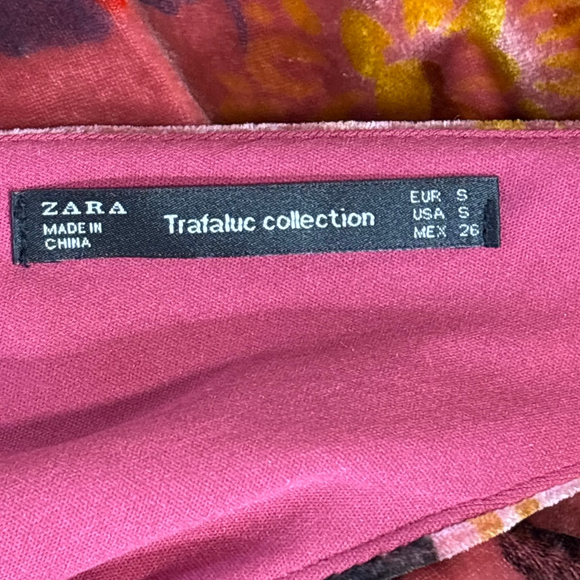 ZARA
MADE IN
CHINA
Trafaluc collection
EUR S
USA S
MEX 26